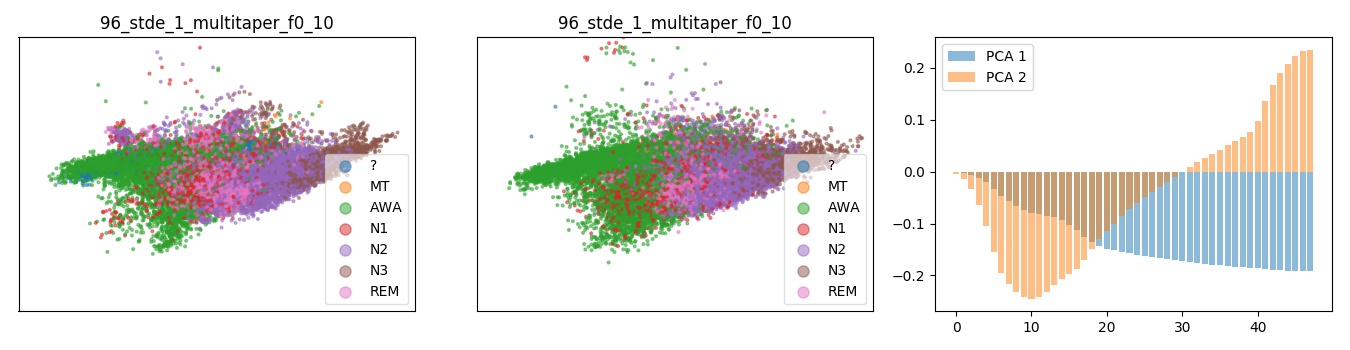 96_stde_1_multitaper_f0_10
?
MT
AWA
N1
N2
N3
REM
96_stde_1_multitaper_f0_10
?
MT
AWA
N1
N2
N3
REM
PCA 1
PCA 2
0.2
0.1
0.0
−0.1
−0.2
0
10
20
30
40